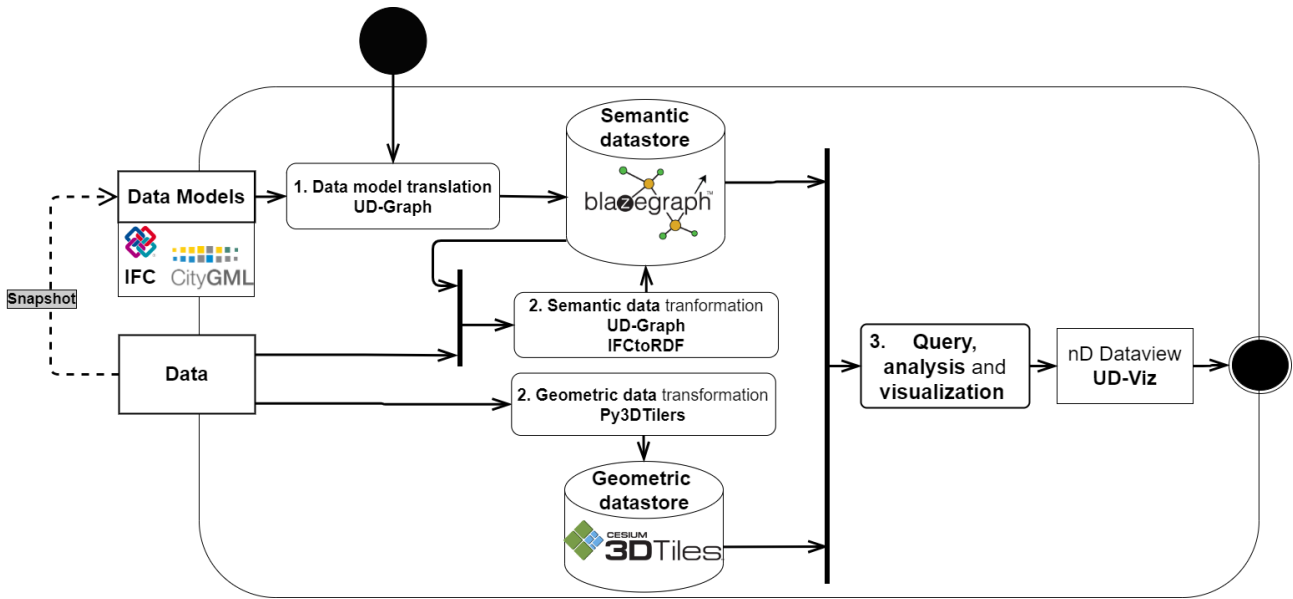 Semantic
datastore
blazegraph™
1. Data model translation
UD-Graph
Data Models
IFC
CityGML
Snapshot
2. Semantic data tranformation
UD-Graph
IFCtoRDF
Data
2. Geometric data transformation
Py3DTilers
3. Query,
analysis and
visualization
nD Dataview
UD-Viz
Geometric
datastore
CESIUM
3DTiles